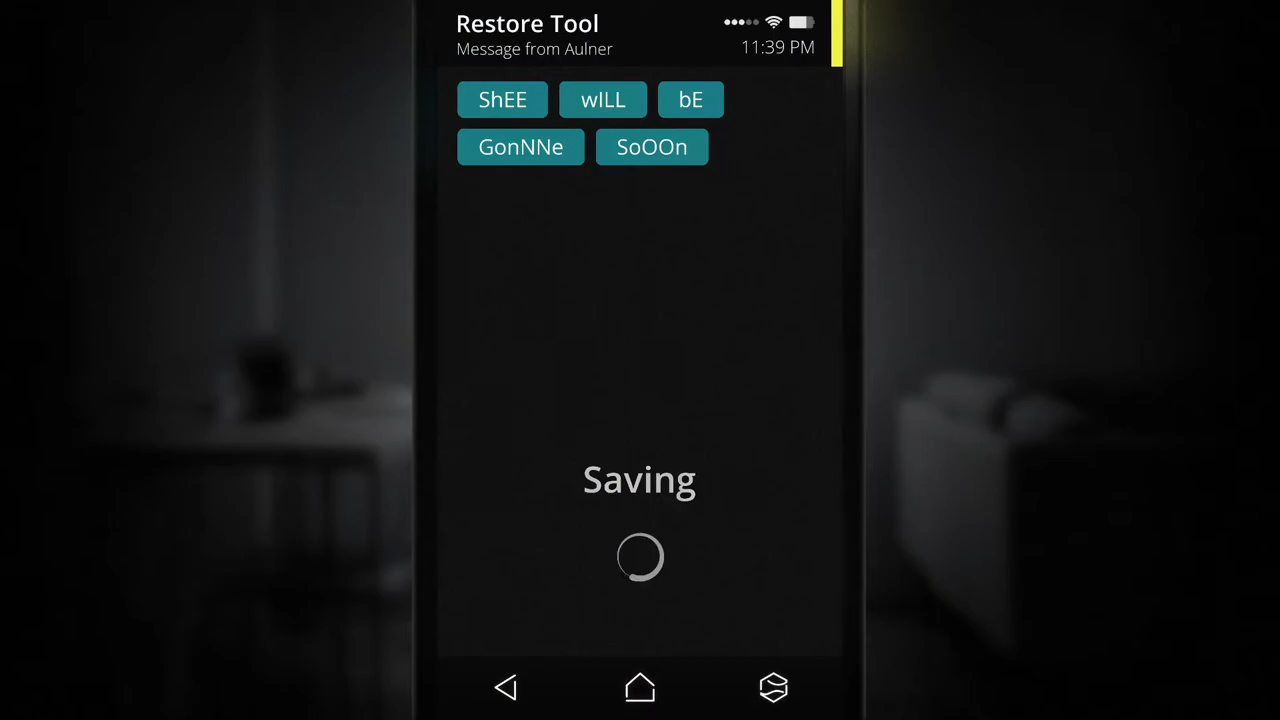 Restore Tool
Message from Aulner
11:39 PM
ShEE wILL bE
GonNNe SoOOn
Saving